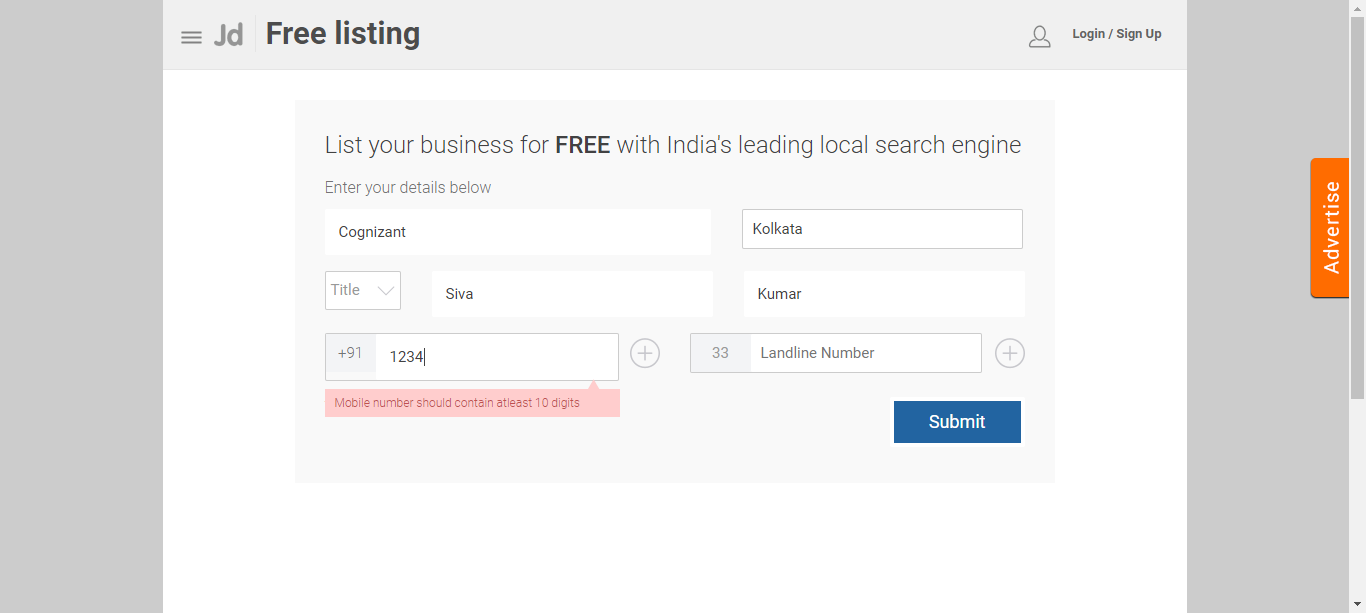 Jd Free listing
Login / Sign Up
List your business for FREE with India's leading local search engine
Enter your details below
Cognizant Kolkata
Title Siva Kumar
+91 1234 33 Landline Number
Mobile number should contain atleast 10 digits
Submit
Advertise